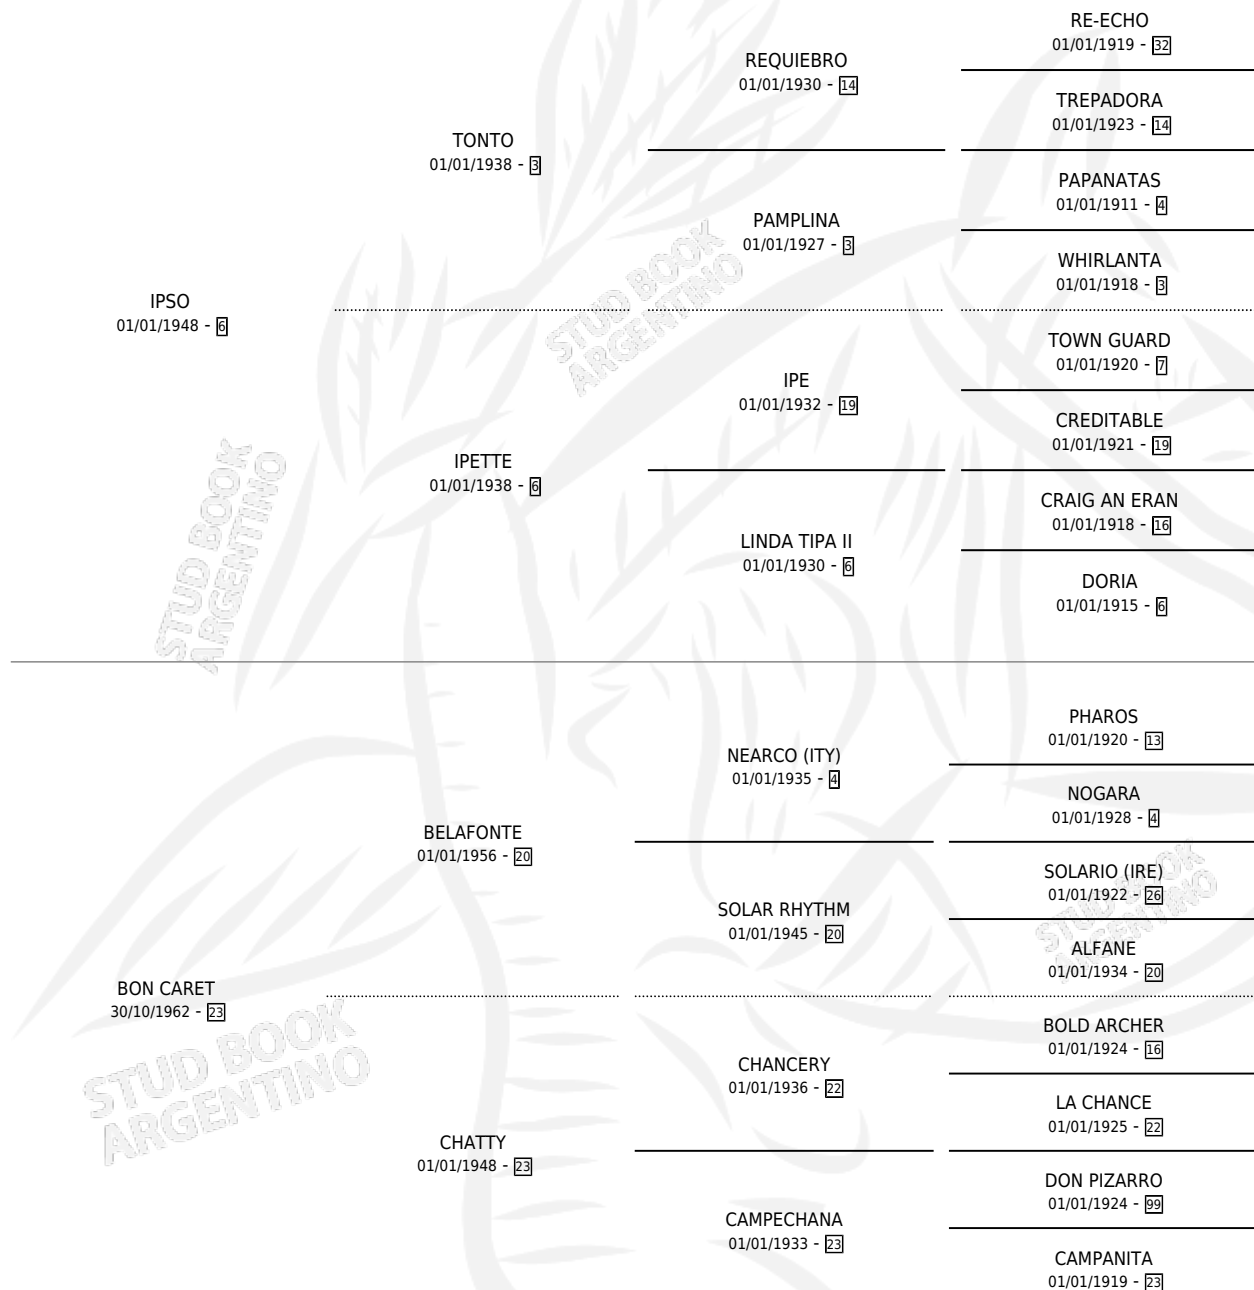 RE-ECHO
01/01/1919 - 32
REQUIEBRO
01/01/1930 - 14
TREPADORA
01/01/1923 - 14
TONTO
01/01/1938 - 3
PAPANATAS
01/01/1911 - 4
PAMPLINA
01/01/1927 - 3
WHIRLANTA
01/01/1918 - 3
IPSO
01/01/1948 - 6
TOWN GUARD
01/01/1920 - 7
IPE
01/01/1932 - 19
CREDITABLE
01/01/1921 - 19
IPETTE
01/01/1938 - 6
CRAIG AN ERAN
01/01/1918 - 16
LINDA TIPA II
01/01/1930 - 6
DORIA
01/01/1915 - 6
STUD BOOK
ARGENTINO
STUD BOOK
ARGENTINO
PHAROS
01/01/1920 - 13
NEARCO (ITY)
01/01/1935 - 4
NOGARA
01/01/1928 - 4
BELAFONTE
01/01/1956 - 20
SOLARIO (IRE)
01/01/1922 - 26
SOLAR RHYTHM
01/01/1945 - 20
ALFANE
01/01/1934 - 20
BON CARET
30/10/1962 - 23
BOLD ARCHER
01/01/1924 - 16
CHANCERY
01/01/1936 - 22
LA CHANCE
01/01/1925 - 22
CHATTY
01/01/1948 - 23
DON PIZARRO
01/01/1924 - 99
CAMPECHANA
01/01/1933 - 23
CAMPANITA
01/01/1919 - 23
STUD BOOK
ARGENTINO
STUD BOOK
ARGENTINO